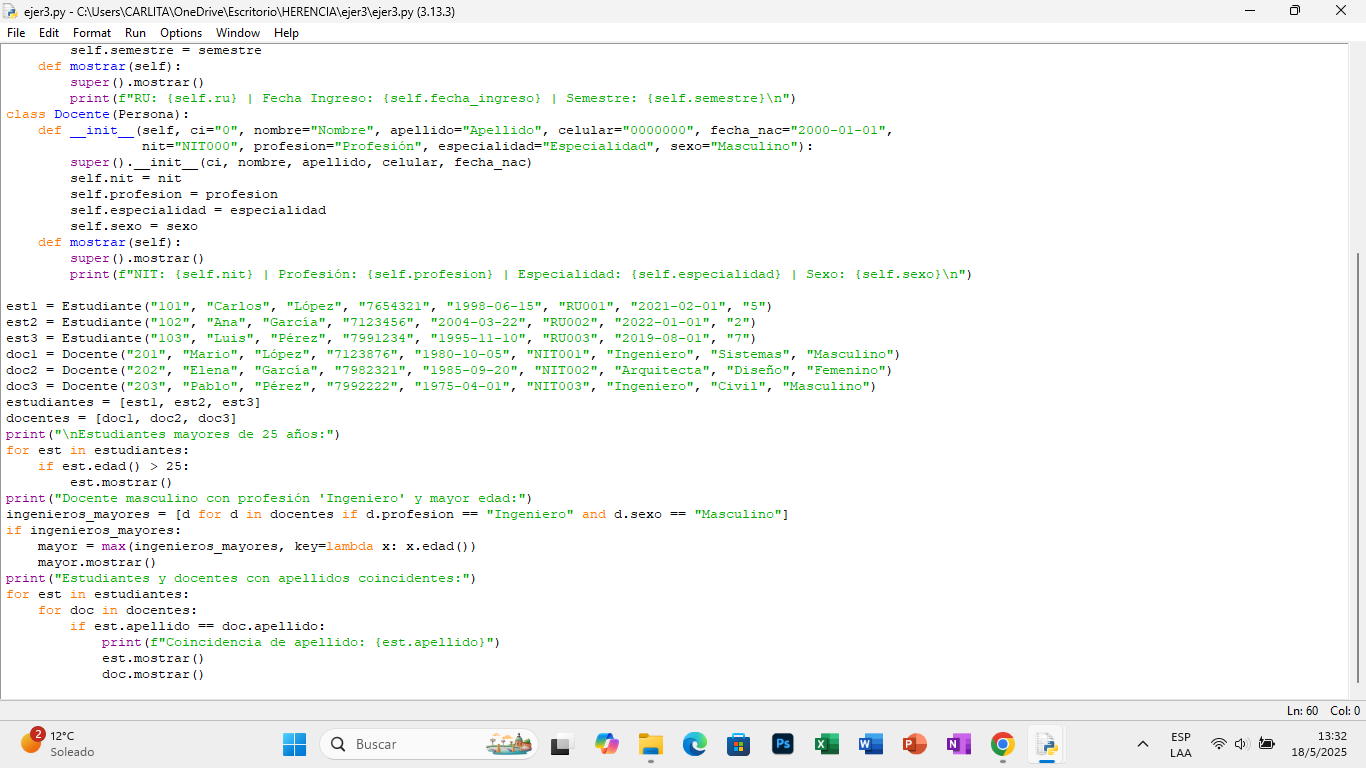 ejer3.py - C:\Users\CARLITA\OneDrive\Escritorio\HERENCIA\ejer3\ejer3.py (3.13.3)
File Edit Format Run Options Window Help
        self.semestre = semestre
    def mostrar(self):
        super().mostrar()
        print(f"RU: {self.ru} | Fecha Ingreso: {self.fecha_ingreso} | Semestre: {self.semestre}\n")
class Docente(Persona):
    def __init__(self, ci="0", nombre="Nombre", apellido="Apellido", celular="0000000", fecha_nac="2000-01-01",
                 nit="NIT000", profesion="Profesión", especialidad="Especialidad", sexo="Masculino"):
        super().__init__(ci, nombre, apellido, celular, fecha_nac)
        self.nit = nit
        self.profesion = profesion
        self.especialidad = especialidad
        self.sexo = sexo
    def mostrar(self):
        super().mostrar()
        print(f"NIT: {self.nit} | Profesión: {self.profesion} | Especialidad: {self.especialidad} | Sexo: {self.sexo}\n")

est1 = Estudiante("101", "Carlos", "López", "7654321", "1998-06-15", "RU001", "2021-02-01", "5")
est2 = Estudiante("102", "Ana", "García", "7123456", "2004-03-22", "RU002", "2022-01-01", "2")
est3 = Estudiante("103", "Luis", "Pérez", "7991234", "1995-11-10", "RU003", "2019-08-01", "7")
doc1 = Docente("201", "Mario", "López", "7123876", "1980-10-05", "NIT001", "Ingeniero", "Sistemas", "Masculino")
doc2 = Docente("202", "Elena", "García", "7982321", "1985-09-20", "NIT002", "Arquitecta", "Diseño", "Femenino")
doc3 = Docente("203", "Pablo", "Pérez", "7992222", "1975-04-01", "NIT003", "Ingeniero", "Civil", "Masculino")
estudiantes = [est1, est2, est3]
docentes = [doc1, doc2, doc3]
print("\nEstudiantes mayores de 25 años:")
for est in estudiantes:
    if est.edad() > 25:
        est.mostrar()
print("Docente masculino con profesión 'Ingeniero' y mayor edad:")
ingenieros_mayores = [d for d in docentes if d.profesion == "Ingeniero" and d.sexo == "Masculino"]
if ingenieros_mayores:
    mayor = max(ingenieros_mayores, key=lambda x: x.edad())
    mayor.mostrar()
print("Estudiantes y docentes con apellidos coincidentes:")
for est in estudiantes:
    for doc in docentes:
        if est.apellido == doc.apellido:
            print(f"Coincidencia de apellido: {est.apellido}")
            est.mostrar()
            doc.mostrar()
Ln: 60 Col: 0
2
12°C
Soleado
Buscar
Ps
ESP
LAA
13:32
18/5/2025